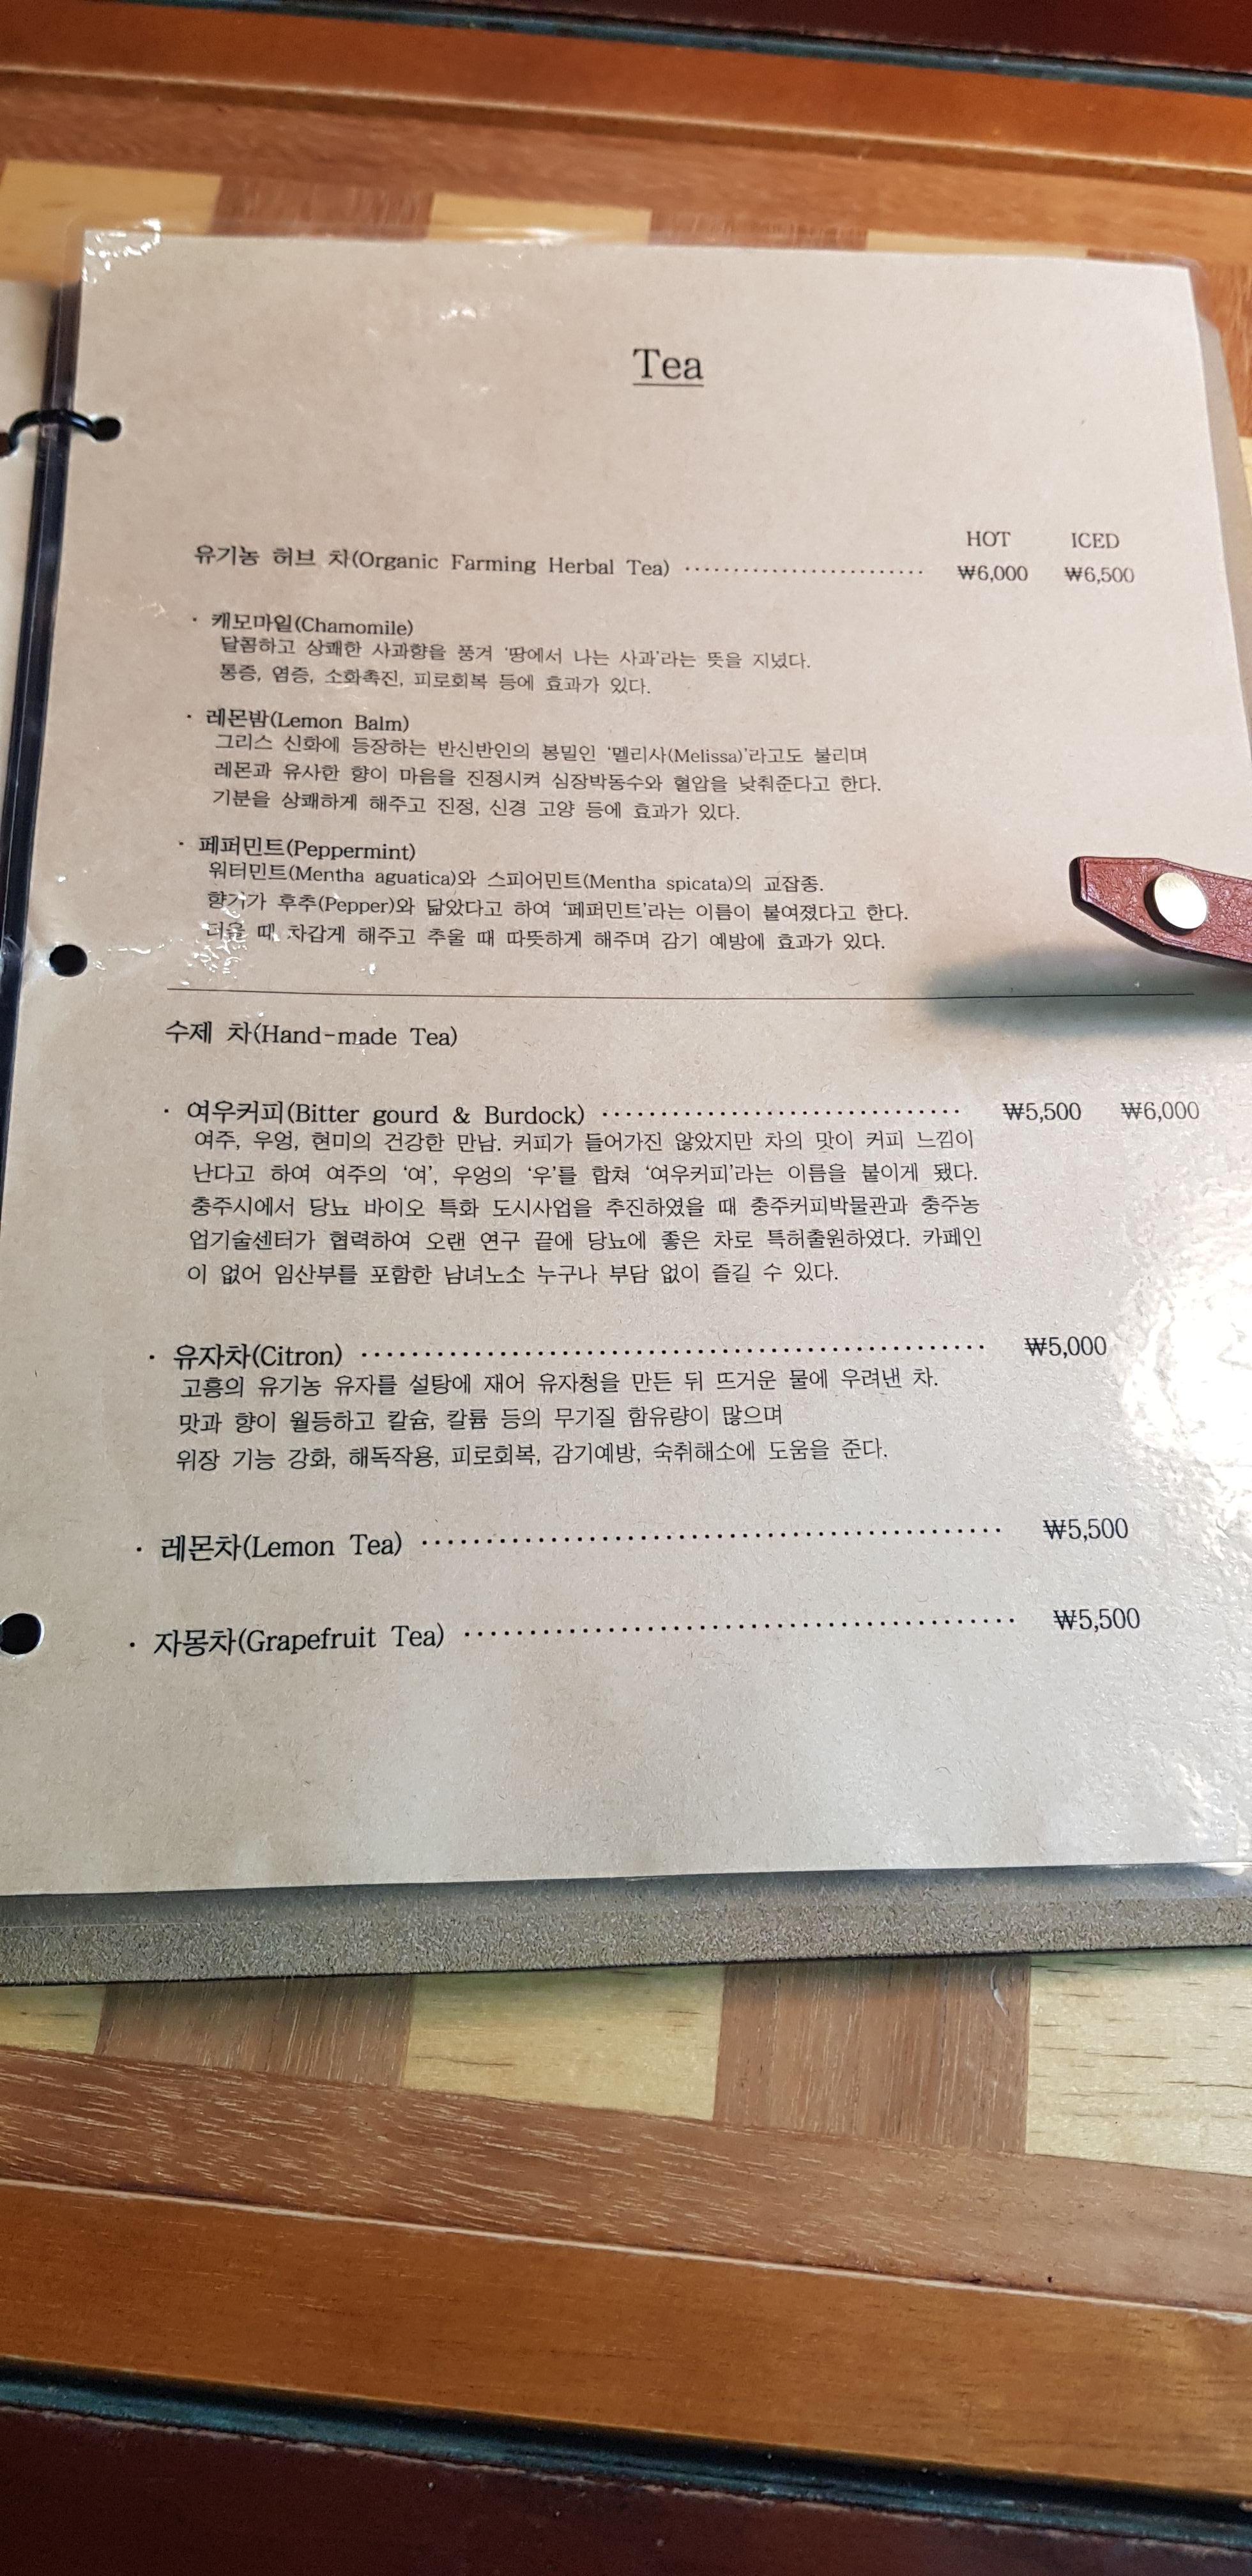 Tea
HOT ICED
유기농 허브 차(Organic Farming Herbal Tea) ₩6,000 ₩6,500
· 캐모마일(Chamomile)
달콤하고 상쾌한 사과향을 풍겨 '땅에서 나는 사과'라는 뜻을 지녔다.
통증, 염증, 소화촉진, 피로회복 등에 효과가 있다.
· 레몬밤(Lemon Balm)
그리스 신화에 등장하는 반신반인의 봉밀인 '멜리사(Melissa)'라고도 불리며
레몬과 유사한 향이 마음을 진정시켜 심장박동수와 혈압을 낮춰준다고 한다.
기분을 상쾌하게 해주고 진정, 신경 고양 등에 효과가 있다.
· 페퍼민트(Peppermint)
워터민트(Mentha aguatica)와 스피어민트(Mentha spicata)의 교잡종.
향기가 후추(Pepper)와 닮았다고 하여 '페퍼민트'라는 이름이 붙여졌다고 한다.
더울 때 차갑게 해주고 추울 때 따뜻하게 해주며 감기 예방에 효과가 있다.
수제 차(Hand-made Tea)
· 여우커피(Bitter gourd & Burdock) ₩5,500 ₩6,000
여주, 우엉, 현미의 건강한 만남. 커피가 들어가진 않았지만 차의 맛이 커피 느낌이
난다고 하여 여주의 '여', 우엉의 '우'를 합쳐 '여우커피'라는 이름을 붙이게 됐다.
충주시에서 당뇨 바이오 특화 도시사업을 추진하였을 때 충주커피박물관과 충주농
업기술센터가 협력하여 오랜 연구 끝에 당뇨에 좋은 차로 특허출원하였다. 카페인
이 없어 임산부를 포함한 남녀노소 누구나 부담 없이 즐길 수 있다.
· 유자차(Citron) ₩5,000
고흥의 유기농 유자를 설탕에 재어 유자청을 만든 뒤 뜨거운 물에 우려낸 차.
맛과 향이 월등하고 칼슘, 칼륨 등의 무기질 함유량이 많으며
위장 기능 강화, 해독작용, 피로회복, 감기예방, 숙취해소에 도움을 준다.
· 레몬차(Lemon Tea) ₩5,500
· 자몽차(Grapefruit Tea) ₩5,500